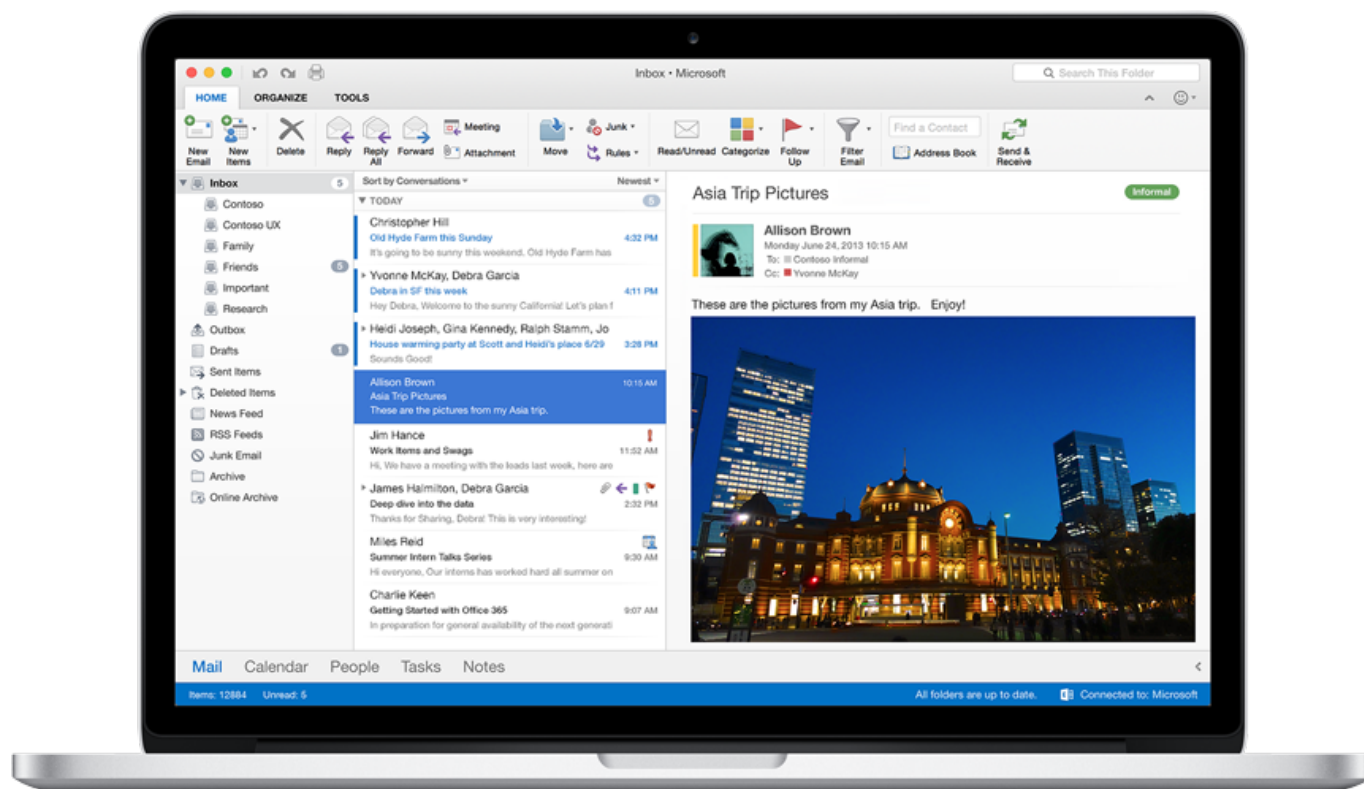 Inbox • Microsoft
Search This Folder
HOME ORGANIZE TOOLS
New Email
New Items
Delete
Reply
Reply All
Forward
Meeting
Attachment
Move
Junk
Rules
Read/Unread
Categorize
Follow Up
Filter Email
Find a Contact
Address Book
Send & Receive
Inbox 5
Contoso
Contoso UX
Family
Friends 5
Important
Research
Outbox
Drafts 1
Sent Items
Deleted Items
News Feed
RSS Feeds
Junk Email
Archive
Online Archive
Sort by Conversations Newest
TODAY 5
Christopher Hill
Old Hyde Farm this Sunday 4:32 PM
It's going to be sunny this weekend. Old Hyde Farm has
Yvonne McKay, Debra Garcia
Debra in SF this week 4:11 PM
Hey Debra, Welcome to the sunny California! Let's plan f
Heidi Joseph, Gina Kennedy, Ralph Stamm, Jo
House warming party at Scott and Heidi's place 6/29 3:28 PM
Sounds Good!
Allison Brown 10:15 AM
Asia Trip Pictures
These are the pictures from my Asia trip.
Jim Hance
Work Items and Swags 11:52 AM
Hi, We have a meeting with the leads last week, here are
James Halmilton, Debra Garcia
Deep dive into the data 2:32 PM
Thanks for Sharing, Debra! This is very interesting!
Miles Reid
Summer Intern Talks Series 9:30 AM
Hi everyone, Our interns has worked hard all summer on
Charlie Keen
Getting Started with Office 365 9:07 AM
In preparation for general availability of the next generati
Asia Trip Pictures Informal
Allison Brown
Monday June 24, 2013 10:15 AM
To: Contoso Informal
Cc: Yvonne McKay
These are the pictures from my Asia trip. Enjoy!
Mail Calendar People Tasks Notes
Items: 12884 Unread: 5 All folders are up to date. Connected to: Microsoft